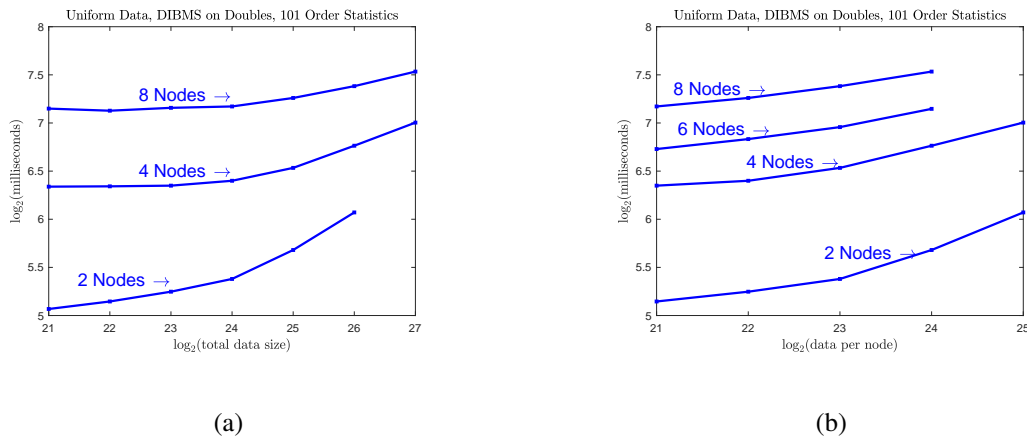 Uniform Data, DIBMS on Doubles, 101 Order Statistics
8
7.5
7
6.5
6
5.5
5
log₂(milliseconds)
8 Nodes →
4 Nodes →
2 Nodes →
21 22 23 24 25 26 27
log₂(total data size)
(a)
Uniform Data, DIBMS on Doubles, 101 Order Statistics
8
7.5
7
6.5
6
5.5
5
log₂(milliseconds)
8 Nodes →
6 Nodes →
4 Nodes →
2 Nodes →
21 22 23 24 25
log₂(data per node)
(b)